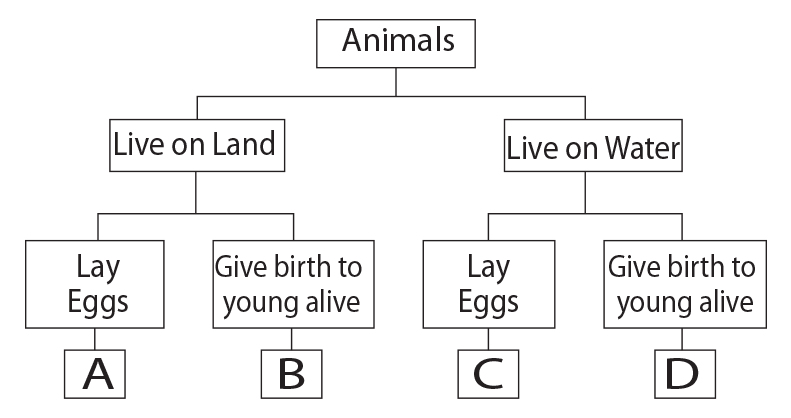 Animals
Live on Land
Live on Water
Lay
Eggs
Give birth to
young alive
Lay
Eggs
Give birth to
young alive
A
B
C
D